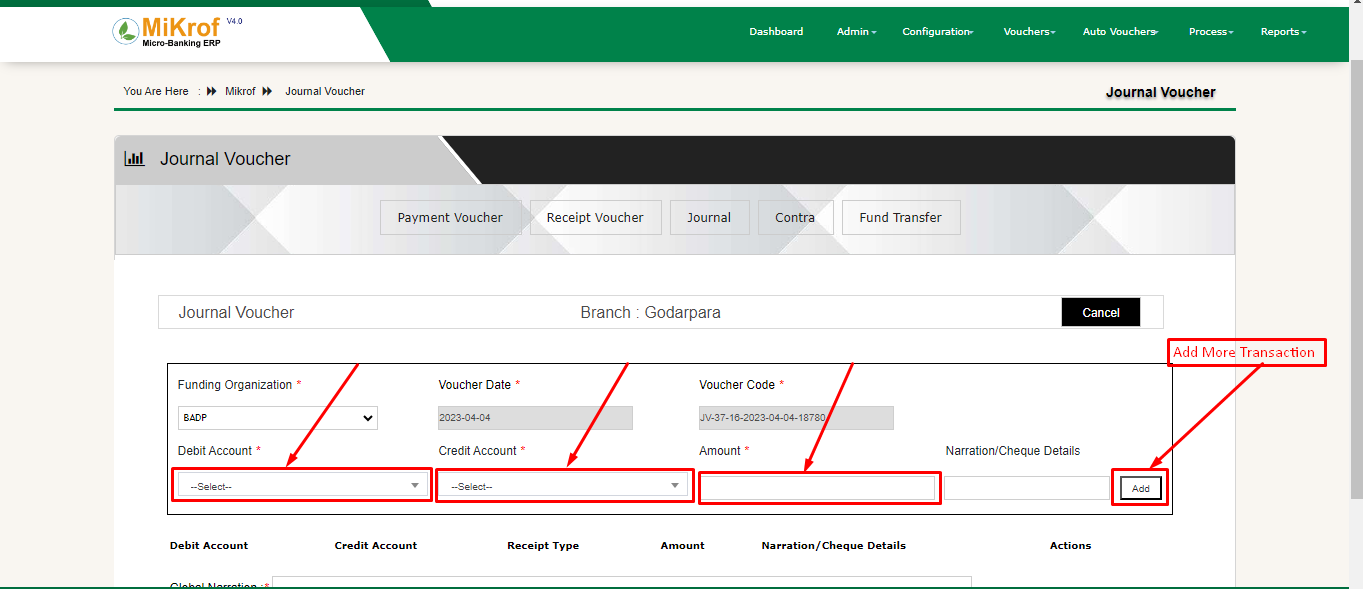 MiKrof V4.0
Micro-Banking ERP
Dashboard Admin Configuration Vouchers Auto Vouchers Process Reports
You Are Here : Mikrof Journal Voucher
Journal Voucher
Journal Voucher
Payment Voucher Receipt Voucher Journal Contra Fund Transfer
Journal Voucher Branch : Godarpara Cancel
Add More Transaction
Funding Organization * Voucher Date * Voucher Code *
BADP 2023-04-04 JV-37-16-2023-04-04-18780
Debit Account * Credit Account * Amount * Narration/Cheque Details
--Select-- --Select-- Add
Debit Account Credit Account Receipt Type Amount Narration/Cheque Details Actions
Global Narration :*